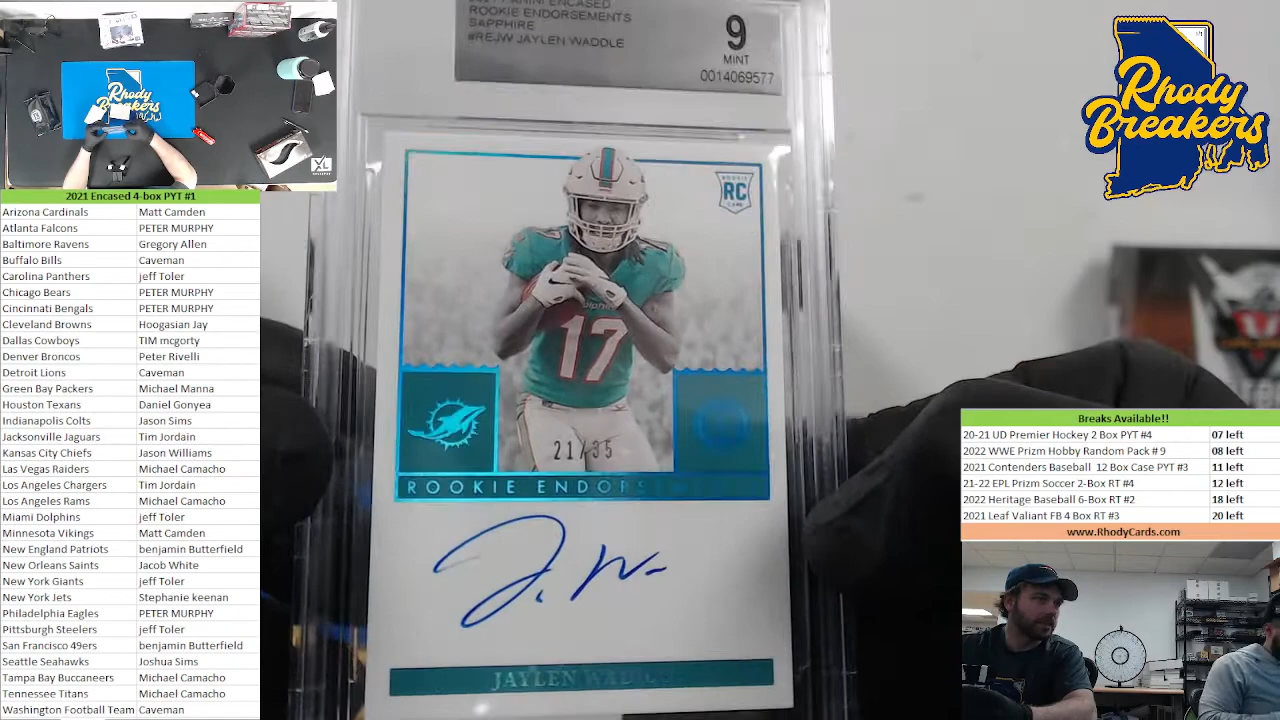 ROOKIE ENDORSEMENTS
SAPPHIRE
#REJW JAYLEN WADDLE
9
MINT
0014069577
Rhody
Breakers
ROOKIE
RC
CARD
17
21/35
ROOKIE ENDORS
J. W
JAYLEN WADDLE
XL
2021 Encased 4-box PYT #1
Arizona Cardinals Matt Camden
Atlanta Falcons PETER MURPHY
Baltimore Ravens Gregory Allen
Buffalo Bills Caveman
Carolina Panthers jeff Toler
Chicago Bears PETER MURPHY
Cincinnati Bengals PETER MURPHY
Cleveland Browns Hoogasian Jay
Dallas Cowboys TIM mcgorty
Denver Broncos Peter Rivelli
Detroit Lions Caveman
Green Bay Packers Michael Manna
Houston Texans Daniel Gonyea
Indianapolis Colts Jason Sims
Jacksonville Jaguars Tim Jordain
Kansas City Chiefs Jason Williams
Las Vegas Raiders Michael Camacho
Los Angeles Chargers Tim Jordain
Los Angeles Rams Michael Camacho
Miami Dolphins jeff Toler
Minnesota Vikings Matt Camden
New England Patriots benjamin Butterfield
New Orleans Saints Jacob White
New York Giants jeff Toler
New York Jets Stephanie keenan
Philadelphia Eagles PETER MURPHY
Pittsburgh Steelers jeff Toler
San Francisco 49ers benjamin Butterfield
Seattle Seahawks Joshua Sims
Tampa Bay Buccaneers Michael Camacho
Tennessee Titans Michael Camacho
Washington Football Team Caveman
Rhody
Breakers
Breaks Available!!
20-21 UD Premier Hockey 2 Box PYT #4 07 left
2022 WWE Prizm Hobby Random Pack # 9 08 left
2021 Contenders Baseball 12 Box Case PYT #3 11 left
21-22 EPL Prizm Soccer 2-Box RT #4 12 left
2022 Heritage Baseball 6-Box RT #2 18 left
2021 Leaf Valiant FB 4 Box RT #3 20 left
www.RhodyCards.com